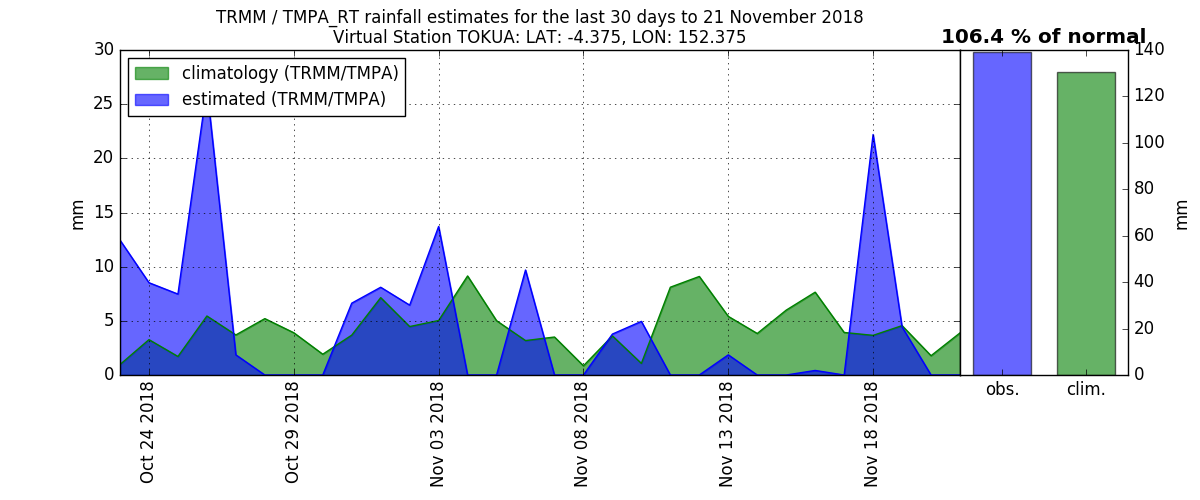 TRMM / TMPA_RT rainfall estimates for the last 30 days to 21 November 2018
Virtual Station TOKUA: LAT: -4.375, LON: 152.375
106.4 % of normal
climatology (TRMM/TMPA)
estimated (TRMM/TMPA)
mm
30
25
20
15
10
5
0
Oct 24 2018
Oct 29 2018
Nov 03 2018
Nov 08 2018
Nov 13 2018
Nov 18 2018
obs.
clim.
140
120
100
80
60
40
20
0
mm